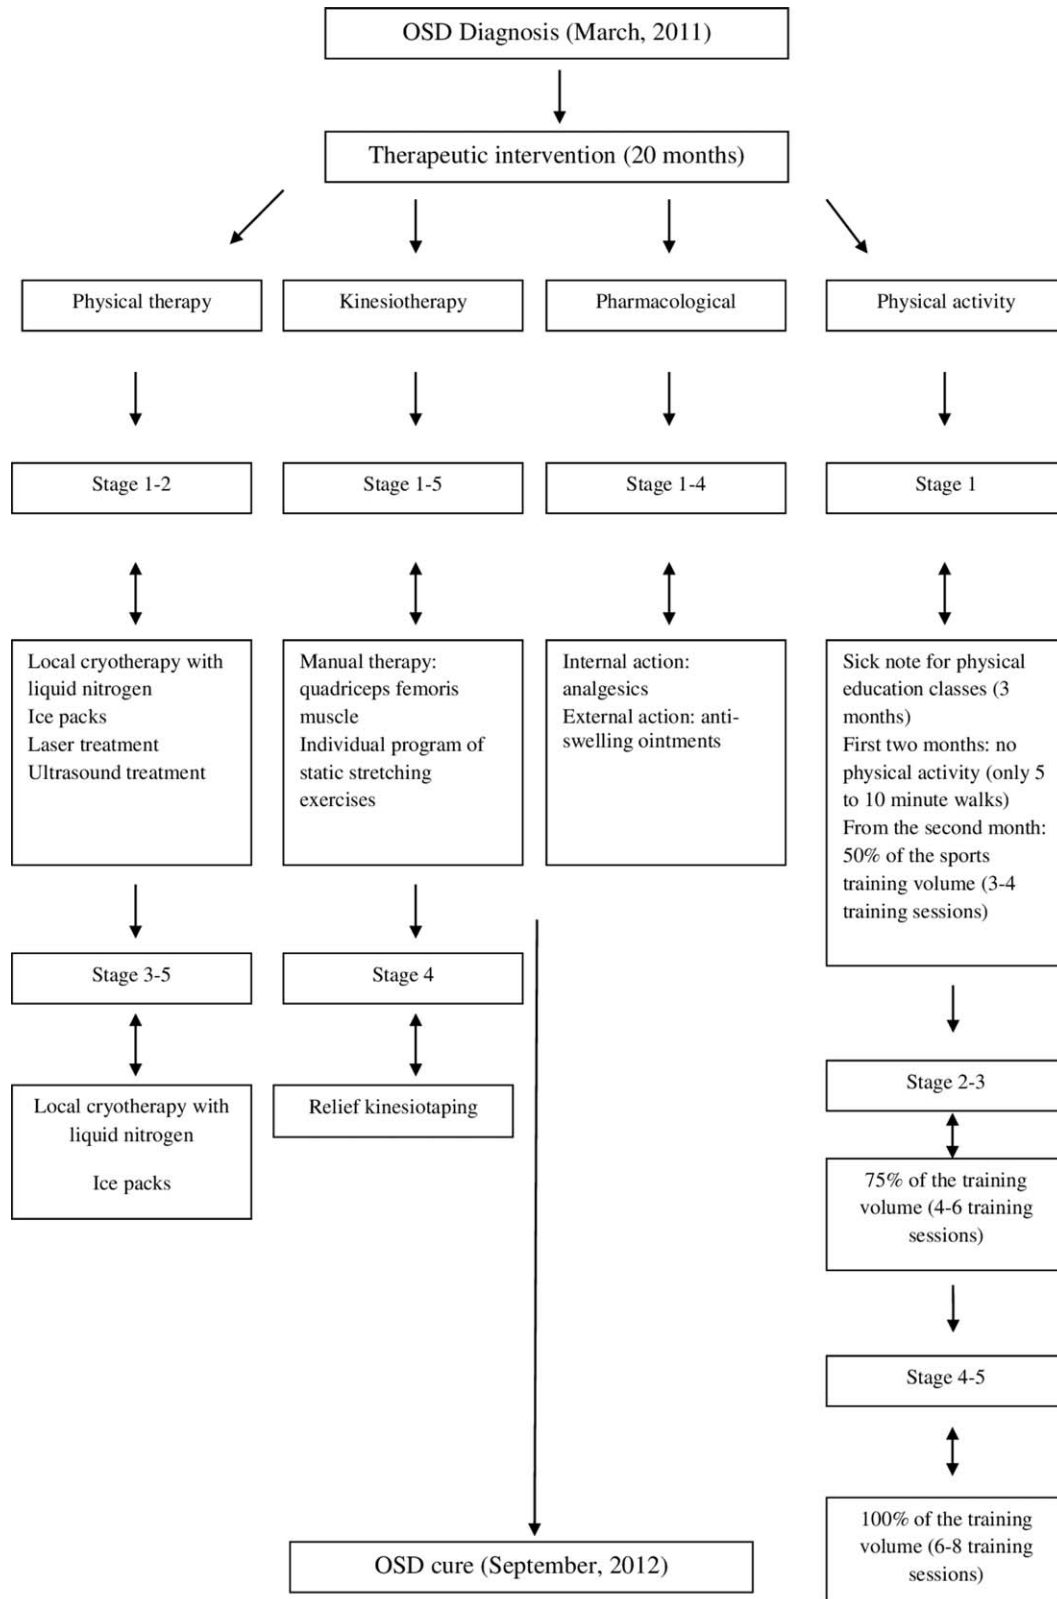 OSD Diagnosis (March, 2011)
Therapeutic intervention (20 months)
Physical therapy
Kinesiotherapy
Pharmacological
Physical activity
Stage 1-2
Stage 1-5
Stage 1-4
Stage 1
Local cryotherapy with
liquid nitrogen
Ice packs
Laser treatment
Ultrasound treatment
Manual therapy:
quadriceps femoris
muscle
Individual program of
static stretching
exercises
Internal action:
analgesics
External action: anti-
swelling ointments
Sick note for physical
education classes (3
months)
First two months: no
physical activity (only 5
to 10 minute walks)
From the second month:
50% of the sports
training volume (3-4
training sessions)
Stage 3-5
Stage 4
Local cryotherapy with
liquid nitrogen
Ice packs
Relief kinesiotaping
Stage 2-3
75% of the training
volume (4-6 training
sessions)
Stage 4-5
100% of the training
volume (6-8 training
sessions)
OSD cure (September, 2012)